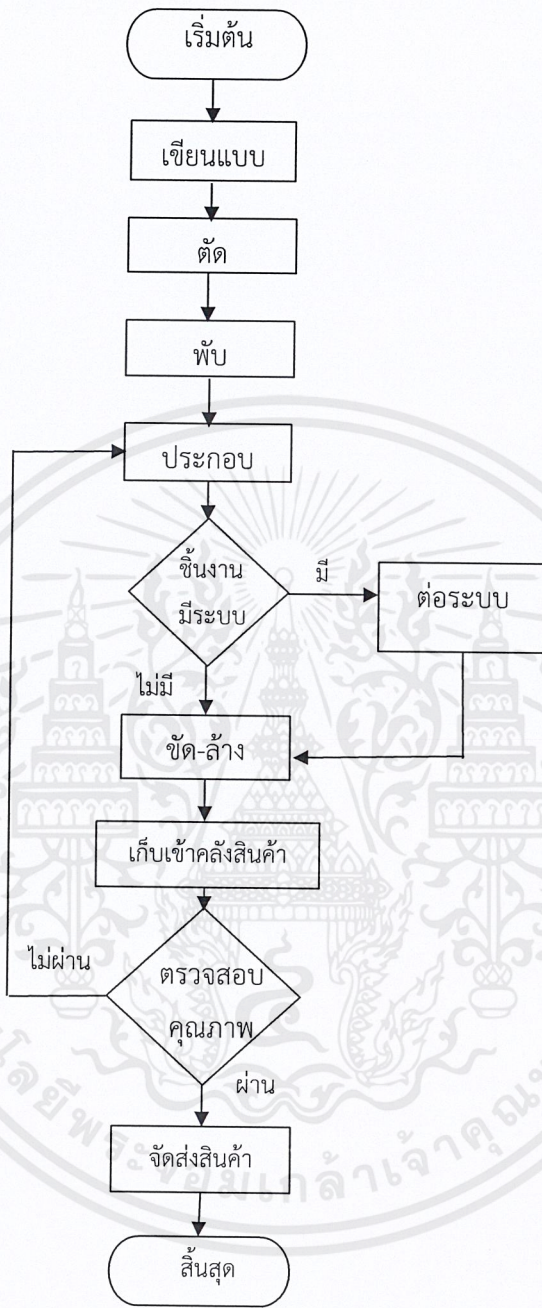 เริ่มต้น
เขียนแบบ
ตัด
พับ
ประกอบ
ชิ้นงาน
มีระบบ
มี
ต่อระบบ
ไม่มี
ขัด-ล้าง
เก็บเข้าคลังสินค้า
ไม่ผ่าน
ตรวจสอบ
คุณภาพ
ผ่าน
จัดส่งสินค้า
สิ้นสุด